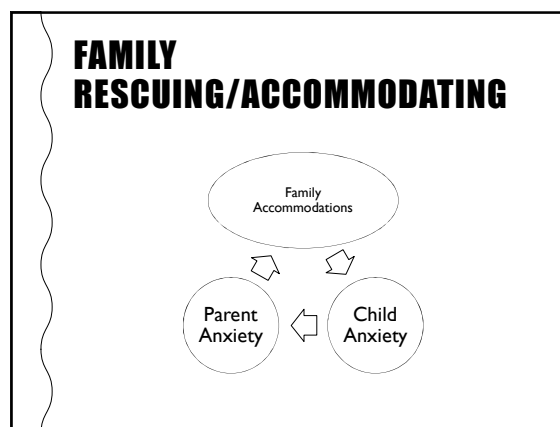 FAMILY
RESCUING/ACCOMMODATING
Family
Accommodations
Parent
Anxiety
Child
Anxiety